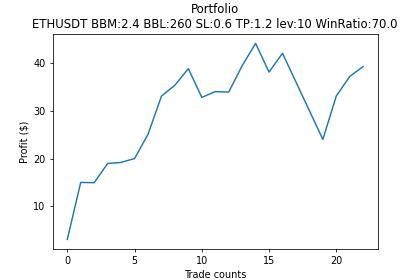 Portfolio
ETHUSDT BBM:2.4 BBL:260 SL:0.6 TP:1.2 lev:10 WinRatio:70.0
40
30
20
10
Profit ($)
0 5 10 15 20
Trade counts